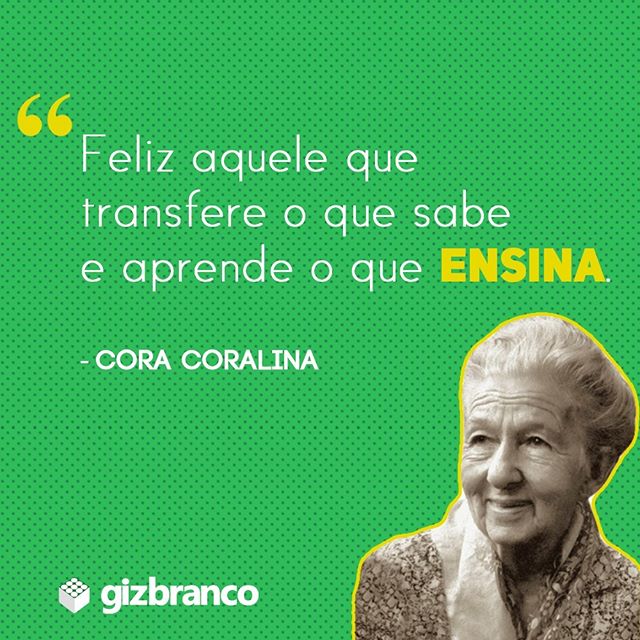 “
Feliz aquele que
transfere o que sabe
e aprende o que ENSINA.
- CORA CORALINA
gizbranco